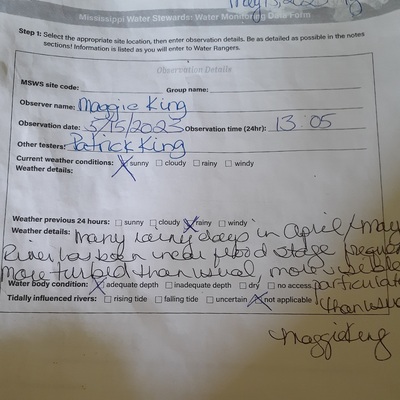 May 15, 2023
Mississippi Water Stewards: Water Monitoring Data Form
Step 1: Select the appropriate site location, then enter observation details. Be as detailed as possible in the notes
sections! Information is listed as you will enter to Water Rangers.
Observation Details
MSWS site code: Group name:
Observer name: Maggie King
Observation date: 5/15/2023 Observation time (24hr): 13:05
Other testers: Patrick King
Current weather conditions: X sunny ☐ cloudy ☐ rainy ☐ windy
Weather details:
Weather previous 24 hours: ☐ sunny ☐ cloudy X rainy ☐ windy
Weather details: Many rainy days in April/May
River has been near flood stage
More turbid than usual, more visible
Water body condition: X adequate depth ☐ inadequate depth ☐ dry ☐ no access particulate
Tidally influenced rivers: ☐ rising tide ☐ falling tide ☐ uncertain X not applicable than usual
Maggie King